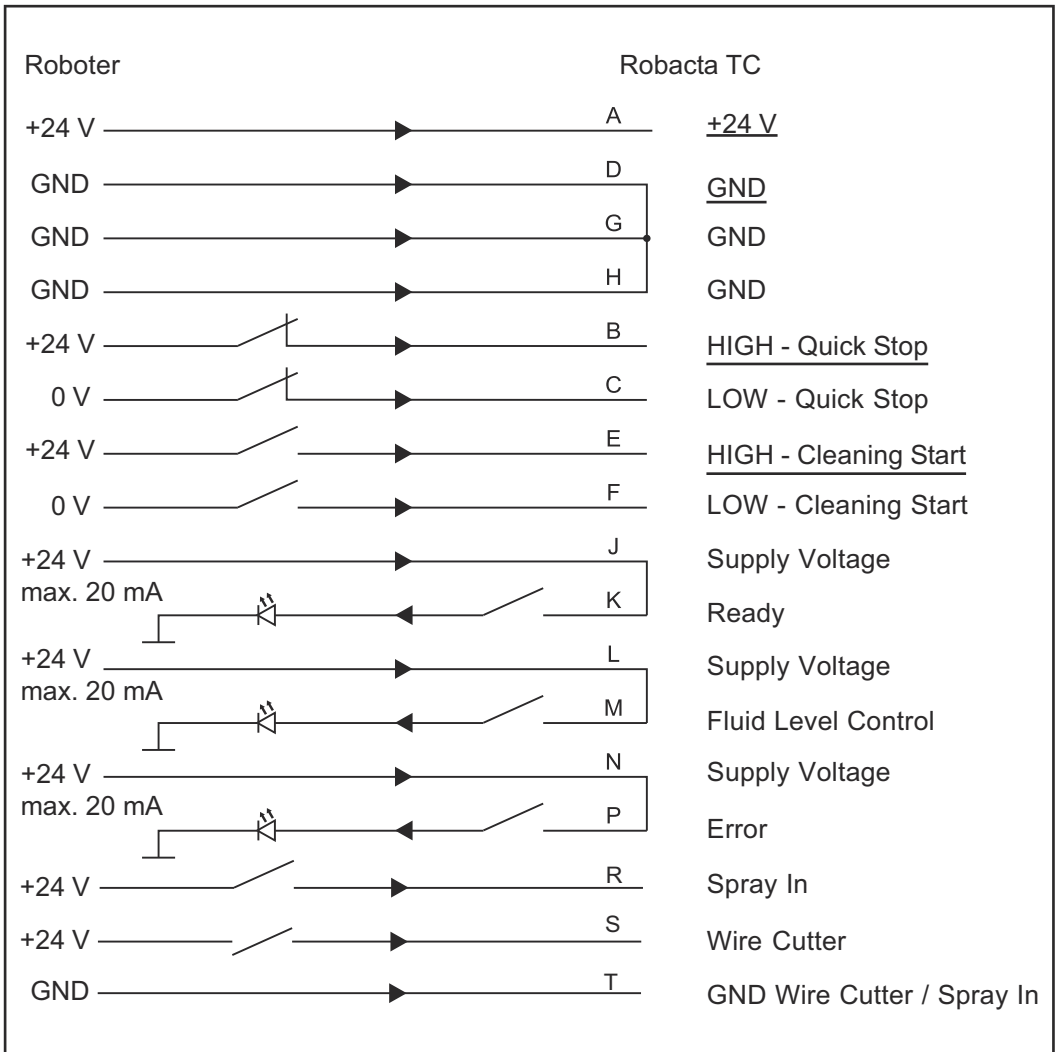 Roboter Robacta TC
+24 V A +24 V
GND D GND
GND G GND
GND H GND
+24 V B HIGH - Quick Stop
0 V C LOW - Quick Stop
+24 V E HIGH - Cleaning Start
0 V F LOW - Cleaning Start
+24 V J Supply Voltage
max. 20 mA K Ready
+24 V L Supply Voltage
max. 20 mA M Fluid Level Control
+24 V N Supply Voltage
max. 20 mA P Error
+24 V R Spray In
+24 V S Wire Cutter
GND T GND Wire Cutter / Spray In